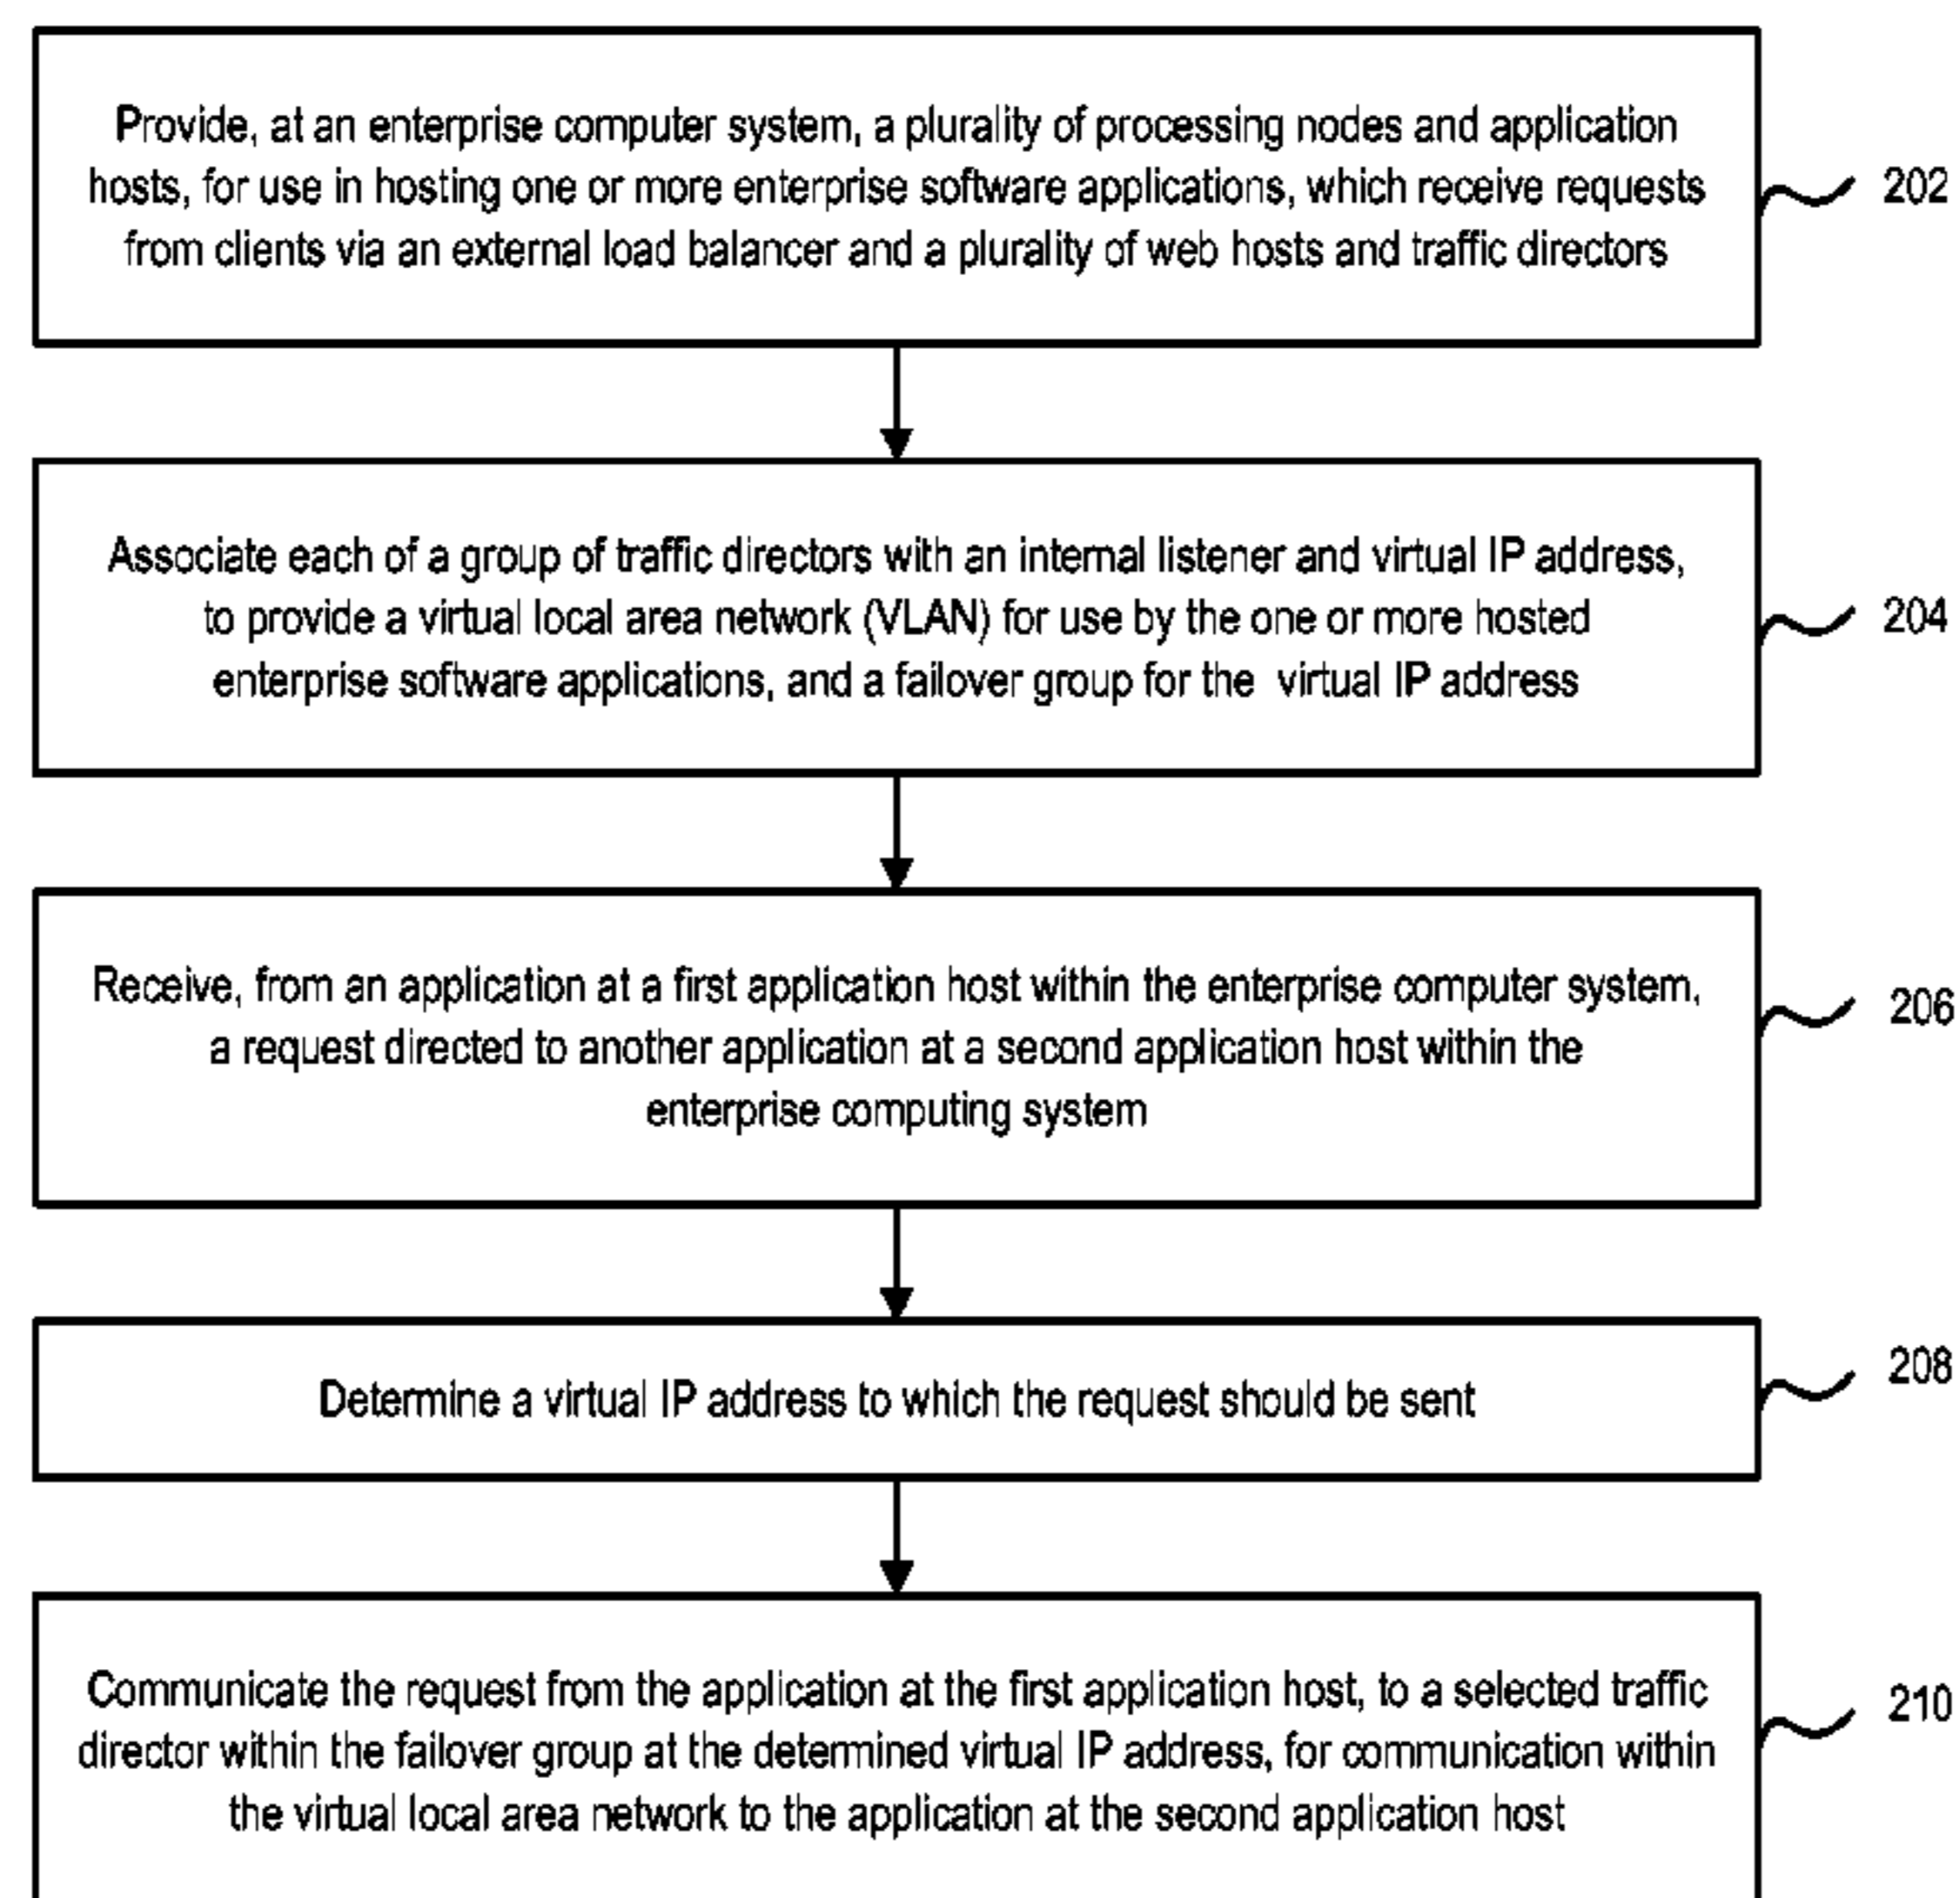 Provide, at an enterprise computer system, a plurality of processing nodes and application
hosts, for use in hosting one or more enterprise software applications, which receive requests
from clients via an external load balancer and a plurality of web hosts and traffic directors
202
Associate each of a group of traffic directors with an internal listener and virtual IP address,
to provide a virtual local area network (VLAN) for use by the one or more hosted
enterprise software applications, and a failover group for the virtual IP address
204
Receive, from an application at a first application host within the enterprise computer system,
a request directed to another application at a second application host within the
enterprise computing system
206
Determine a virtual IP address to which the request should be sent
208
Communicate the request from the application at the first application host, to a selected traffic
director within the failover group at the determined virtual IP address, for communication within
the virtual local area network to the application at the second application host
210